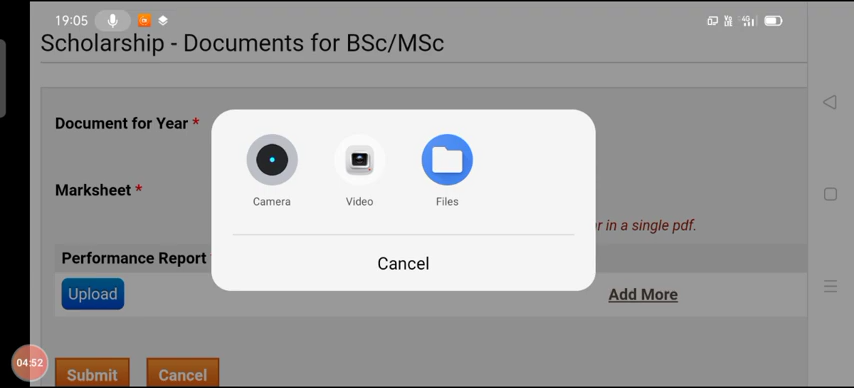 19:05
Scholarship - Documents for BSc/MSc
Document for Year *
Marksheet *
Camera Video Files
r in a single pdf.
Performance Report
Cancel
Upload Add More
04:52
Submit Cancel